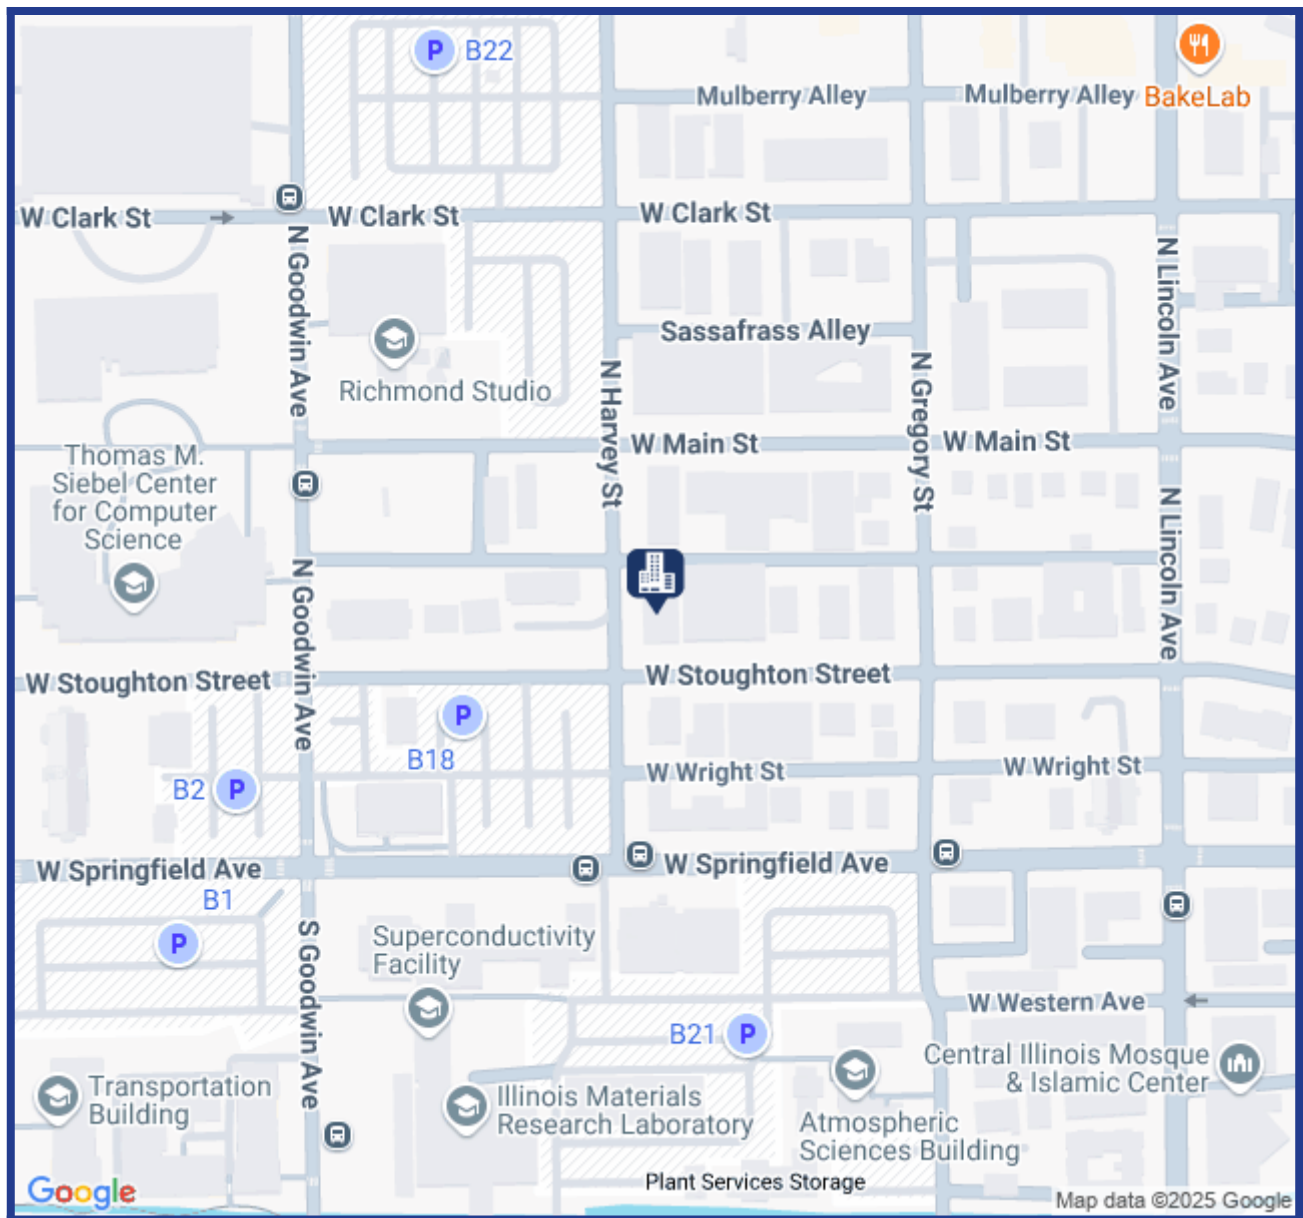 P B22
Mulberry Alley
Mulberry Alley
BakeLab
W Clark St
W Clark St
W Clark St
N Goodwin Ave
N Lincoln Ave
Sassafrass Alley
Richmond Studio
N Harvey St
N Gregory St
W Main St
W Main St
Thomas M.
Siebel Center
for Computer
Science
N Lincoln Ave
N Goodwin Ave
W Stoughton Street
W Stoughton Street
P
B18
B2 P
W Wright St
W Wright St
W Springfield Ave
W Springfield Ave
B1
P
S Goodwin Ave
Superconductivity
Facility
W Western Ave
B21 P
Central Illinois Mosque
& Islamic Center
Transportation
Building
Illinois Materials
Research Laboratory
Atmospheric
Sciences Building
Plant Services Storage
Google
Map data ©2025 Google